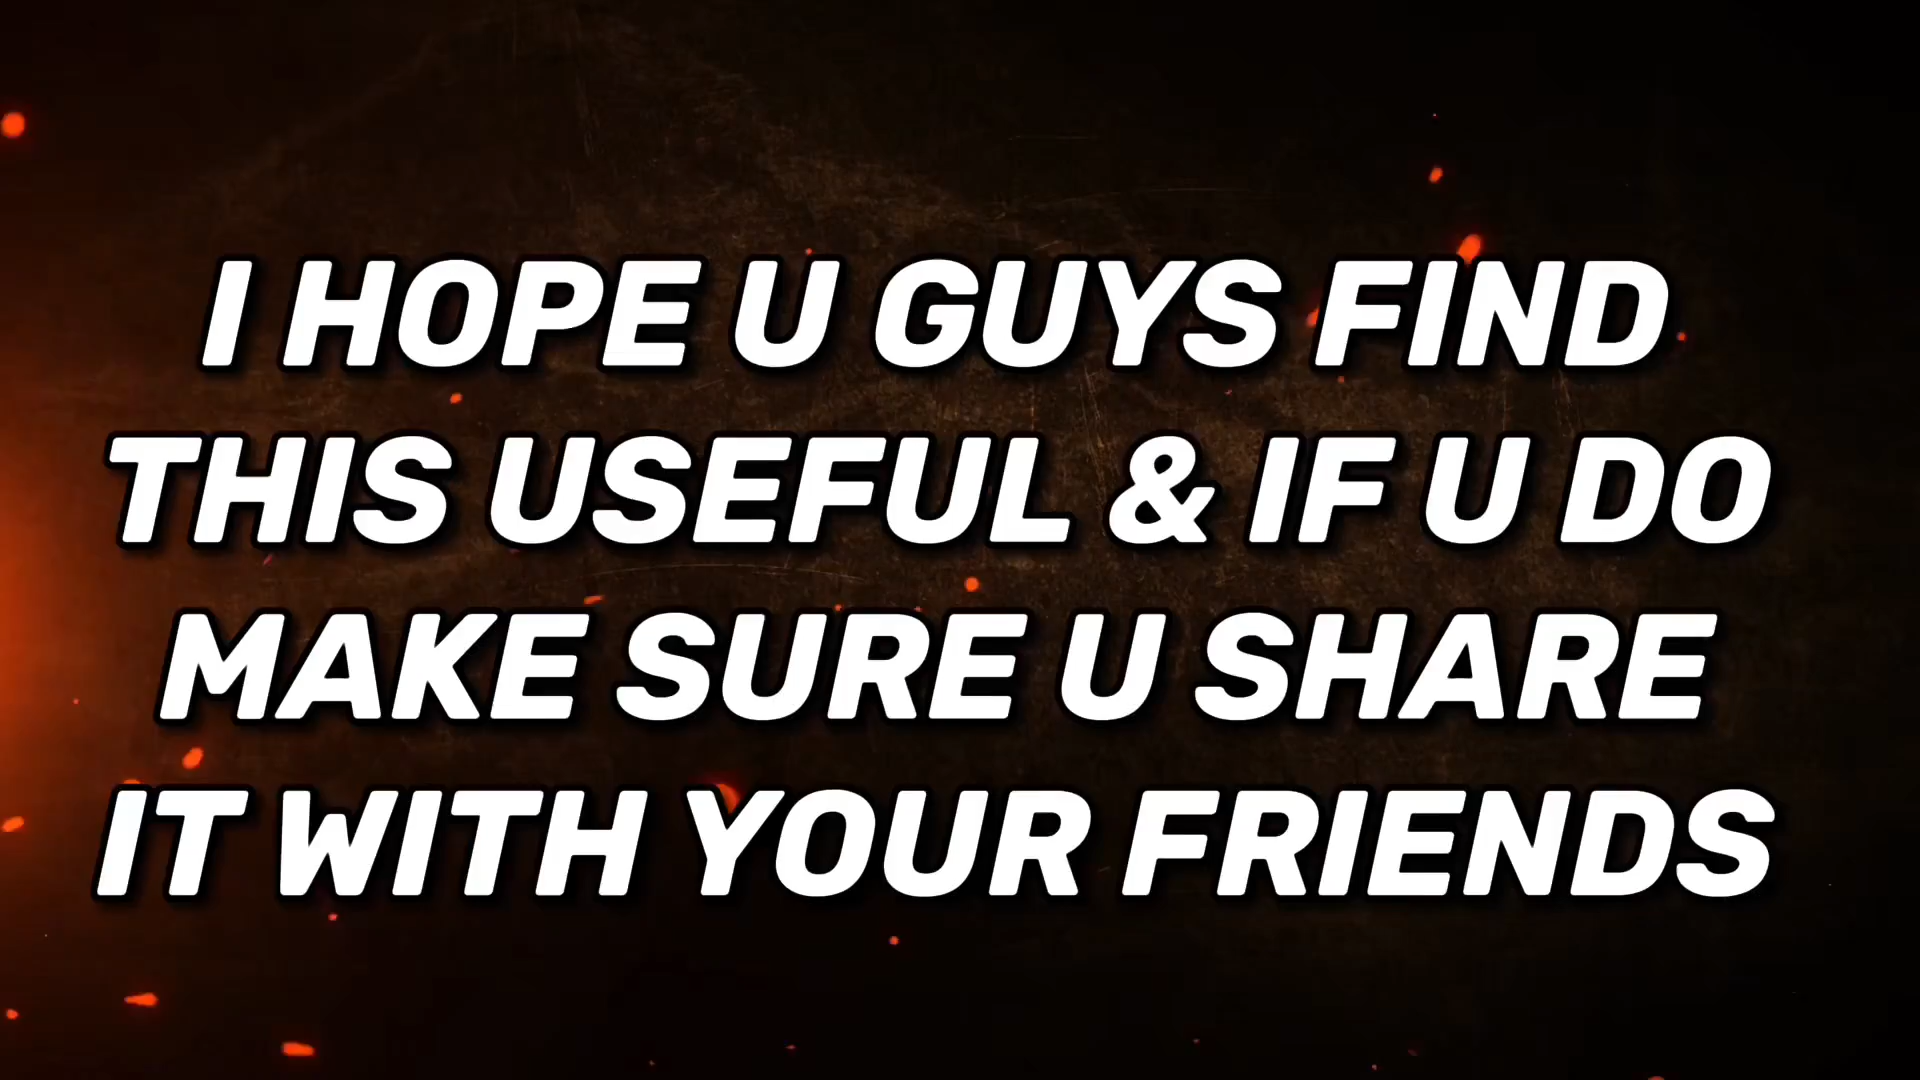 I HOPE U GUYS FIND
THIS USEFUL & IF U DO
MAKE SURE U SHARE
IT WITH YOUR FRIENDS